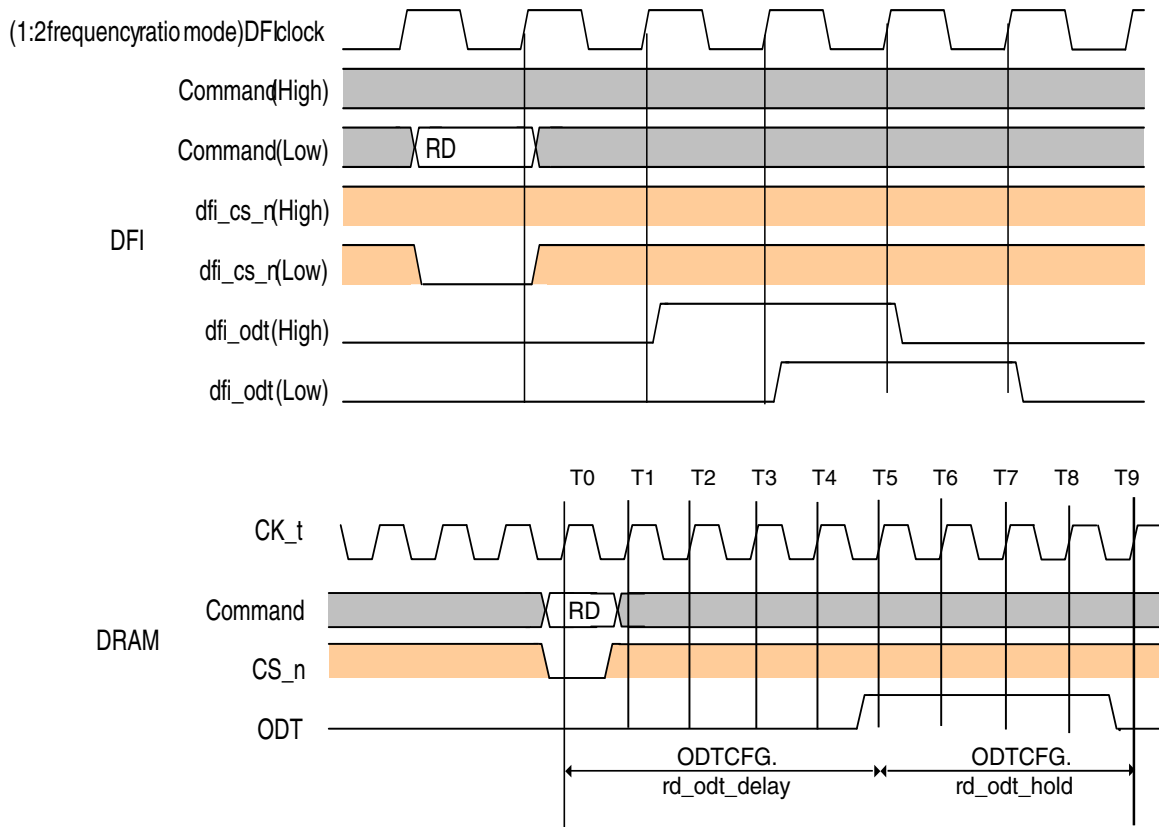 (1:2frequencyratio mode)DFIclock
Command(High)
Command(Low)
RD
dfi_cs_n(High)
DFI
dfi_cs_n(Low)
dfi_odt(High)
dfi_odt(Low)
T0 T1 T2 T3 T4 T5 T6 T7 T8 T9
CK_t
Command
RD
DRAM
CS_n
ODT
ODTCFG. ODTCFG.
rd_odt_delay rd_odt_hold